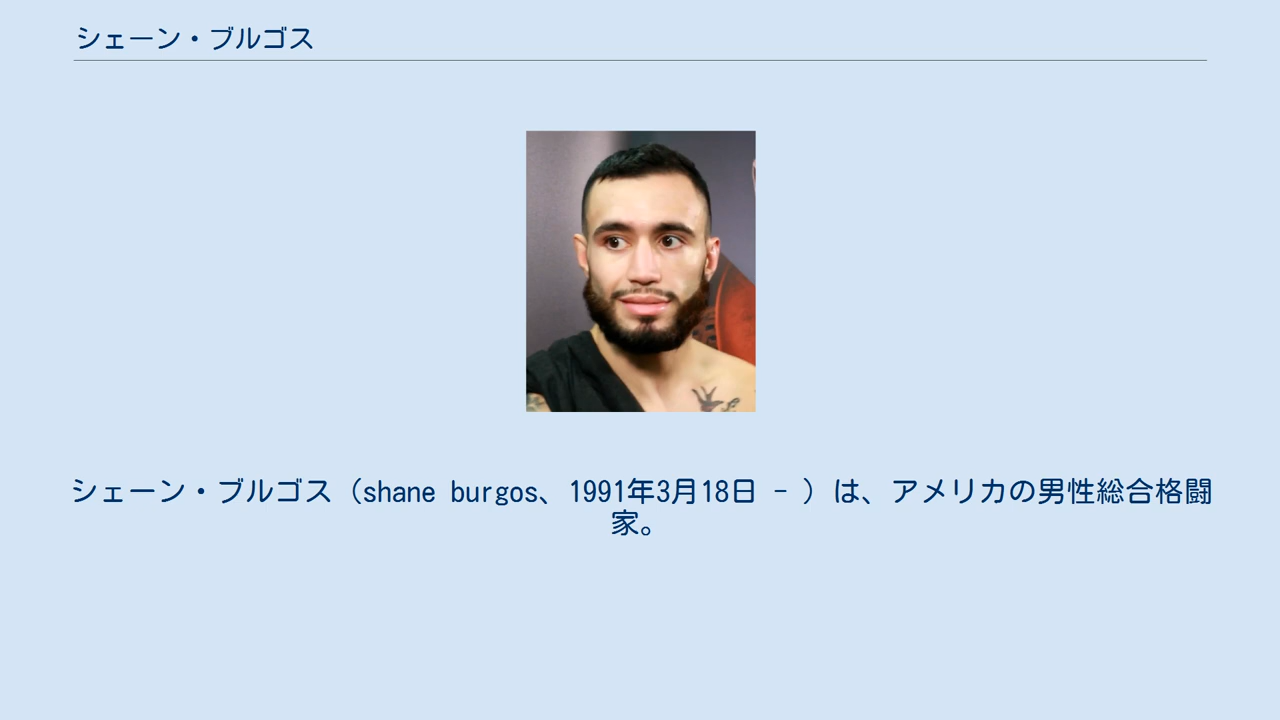 シェーン・ブルゴス
シェーン・ブルゴス（shane burgos、1991年3月18日 - ）は、アメリカの男性総合格闘
家。